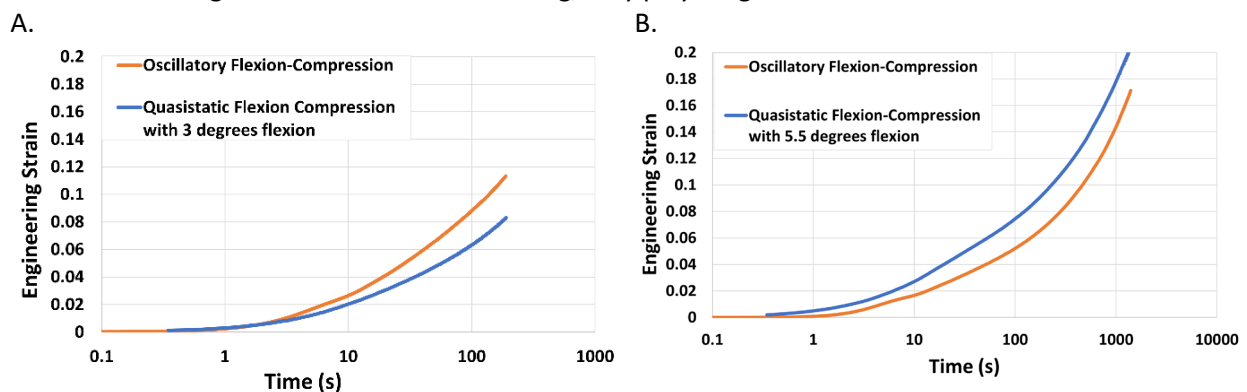 A.
0.2
0.18
0.16
0.14
0.12
0.1
0.08
0.06
0.04
0.02
0
Engineering Strain
Oscillatory Flexion-Compression
Quasistatic Flexion Compression
with 3 degrees flexion
0.1 1 10 100 1000
Time (s)
B.
0.2
0.18
0.16
0.14
0.12
0.1
0.08
0.06
0.04
0.02
0
Engineering Strain
Oscillatory Flexion-Compression
Quasistatic Flexion-Compression
with 5.5 degrees flexion
0.1 1 10 100 1000 10000
Time (s)